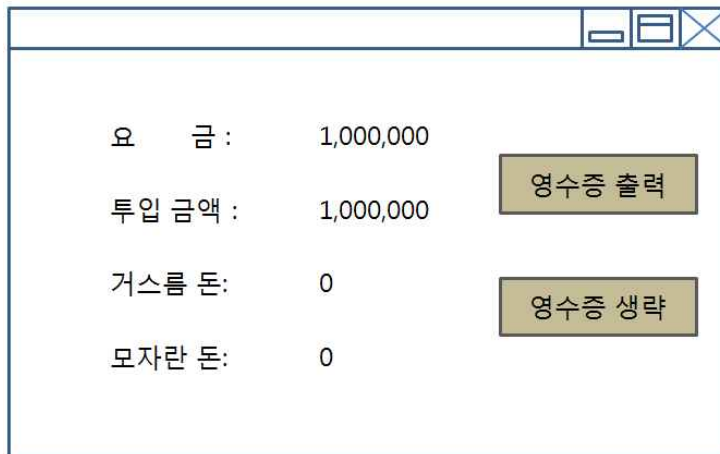 요 금 : 1,000,000
투입 금액 : 1,000,000
거스름 돈: 0
모자란 돈: 0
영수증 출력
영수증 생략